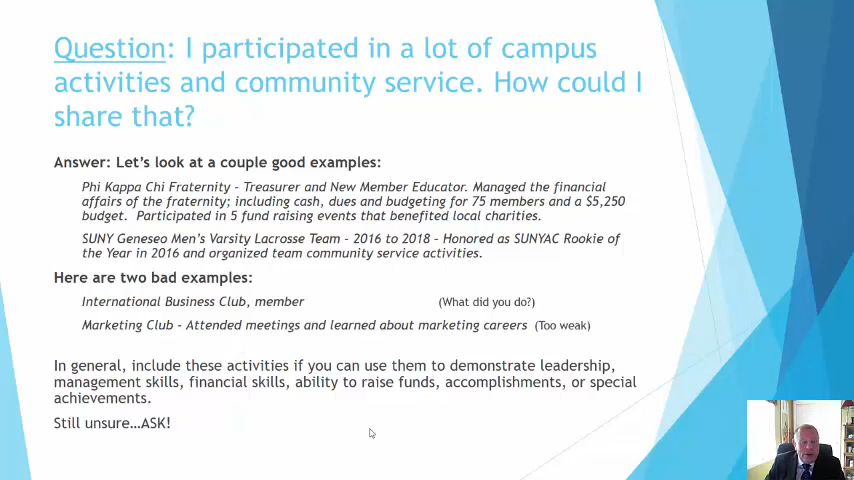 Question: I participated in a lot of campus
activities and community service. How could I
share that?
Answer: Let's look at a couple good examples:
Phi Kappa Chi Fraternity – Treasurer and New Member Educator. Managed the financial
affairs of the fraternity; including cash, dues and budgeting for 75 members and a $5,250
budget. Participated in 5 fund raising events that benefited local charities.
SUNY Geneseo Men's Varsity Lacrosse Team – 2016 to 2018 – Honored as SUNYAC Rookie of
the Year in 2016 and organized team community service activities.
Here are two bad examples:
International Business Club, member (What did you do?)
Marketing Club – Attended meetings and learned about marketing careers (Too weak)
In general, include these activities if you can use them to demonstrate leadership,
management skills, financial skills, ability to raise funds, accomplishments, or special
achievements.
Still unsure…ASK!